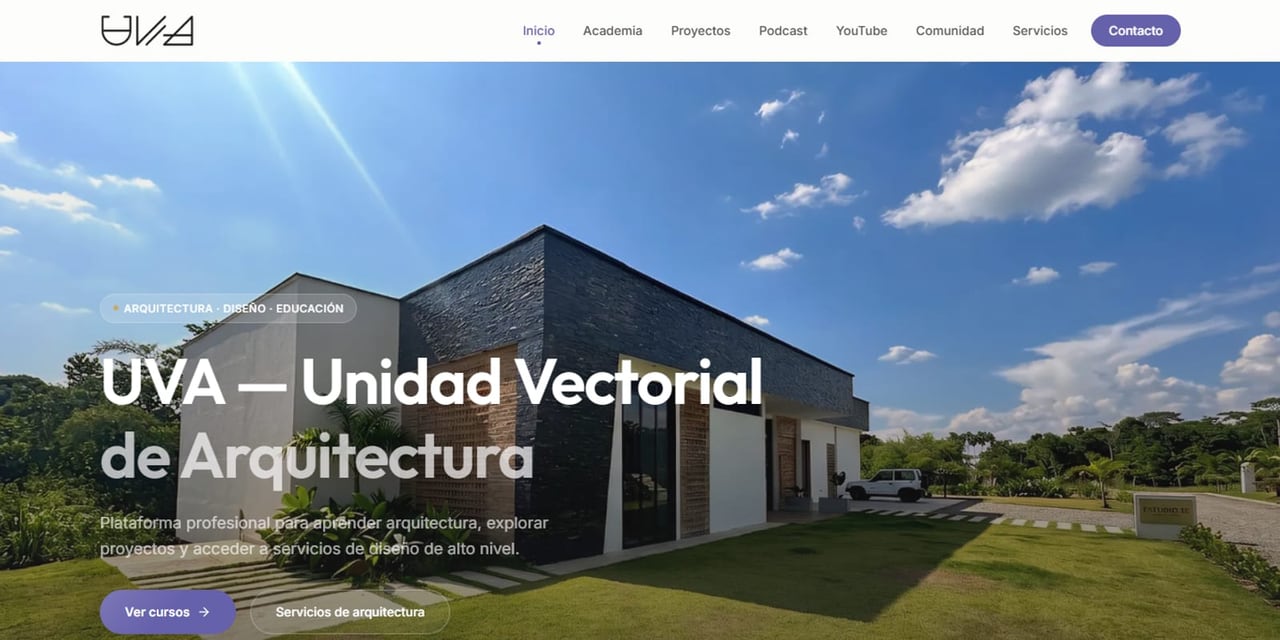 UVA
Inicio
Academia
Proyectos
Podcast
YouTube
Comunidad
Servicios
Contacto
ARQUITECTURA · DISEÑO · EDUCACIÓN
UVA — Unidad Vectorial
de Arquitectura
Plataforma profesional para aprender arquitectura, explorar
proyectos y acceder a servicios de diseño de alto nivel.
Ver cursos →
Servicios de arquitectura